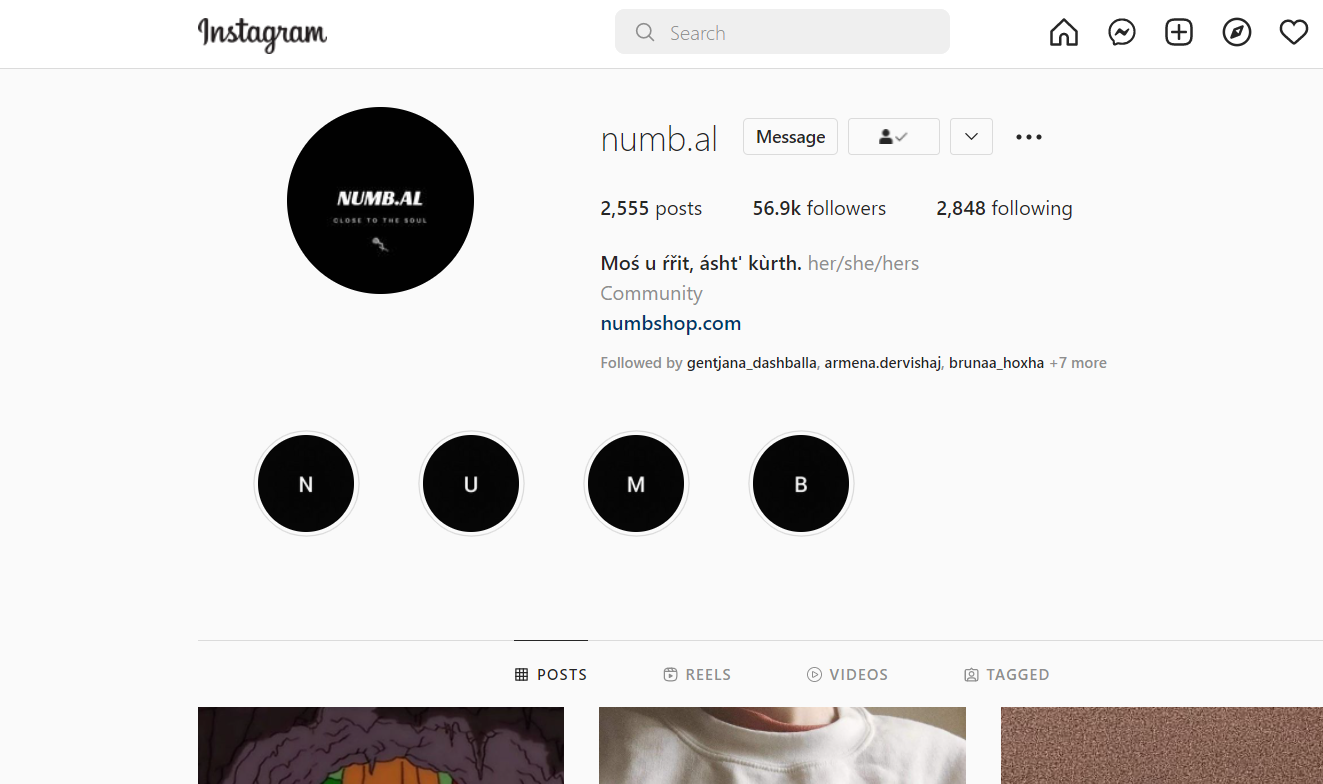 Instagram
Search
NUMB.AL
CLOSE TO THE SOUL
numb.al Message
2,555 posts 56.9k followers 2,848 following
Moś u ŕřit, ásht' kùrth. her/she/hers
Community
numbshop.com
Followed by gentjana_dashballa, armena.dervishaj, brunaa_hoxha +7 more
N U M B
POSTS REELS VIDEOS TAGGED